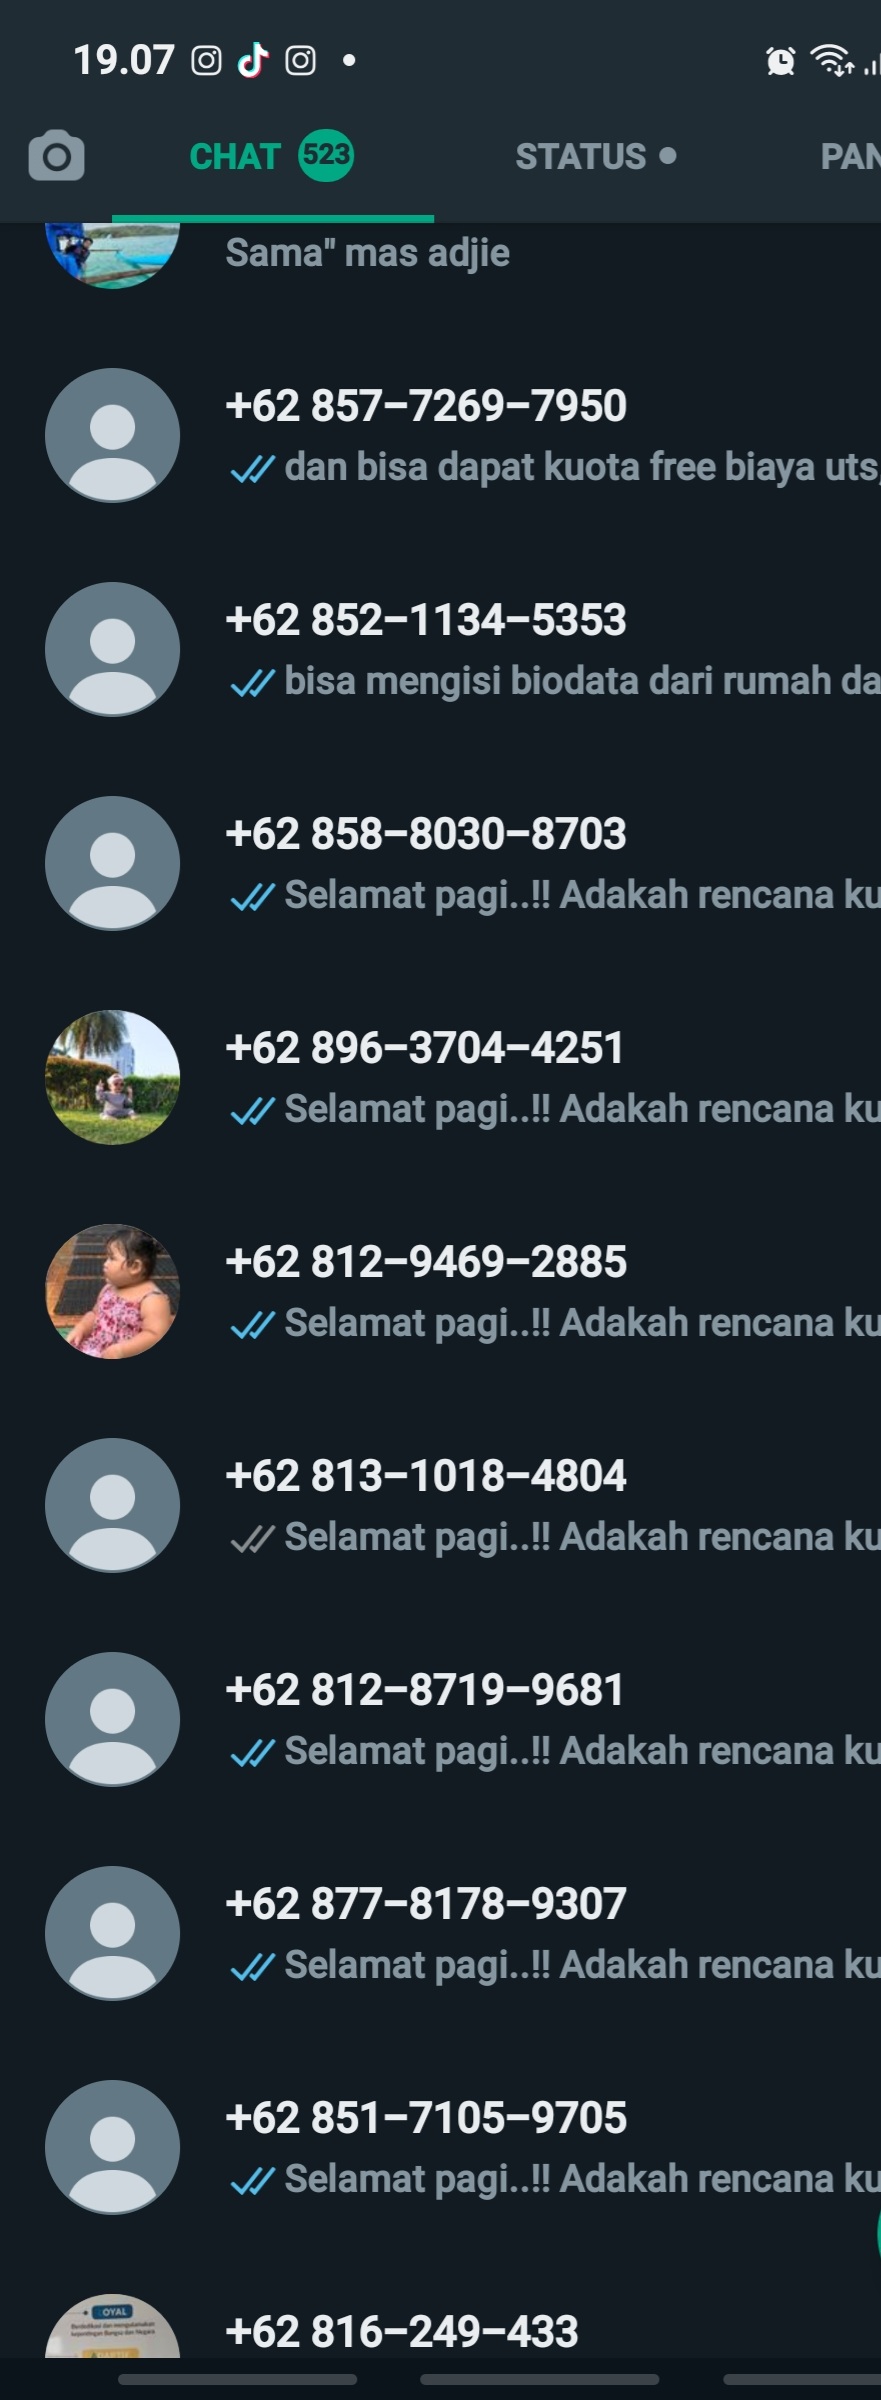 19.07
CHAT 523 STATUS PAN
Sama" mas adjie
+62 857-7269-7950
dan bisa dapat kuota free biaya uts,
+62 852-1134-5353
bisa mengisi biodata dari rumah da
+62 858-8030-8703
Selamat pagi..!! Adakah rencana ku
+62 896-3704-4251
Selamat pagi..!! Adakah rencana ku
+62 812-9469-2885
Selamat pagi..!! Adakah rencana ku
+62 813-1018-4804
Selamat pagi..!! Adakah rencana ku
+62 812-8719-9681
Selamat pagi..!! Adakah rencana ku
+62 877-8178-9307
Selamat pagi..!! Adakah rencana ku
+62 851-7105-9705
Selamat pagi..!! Adakah rencana ku
OYAL
+62 816-249-433